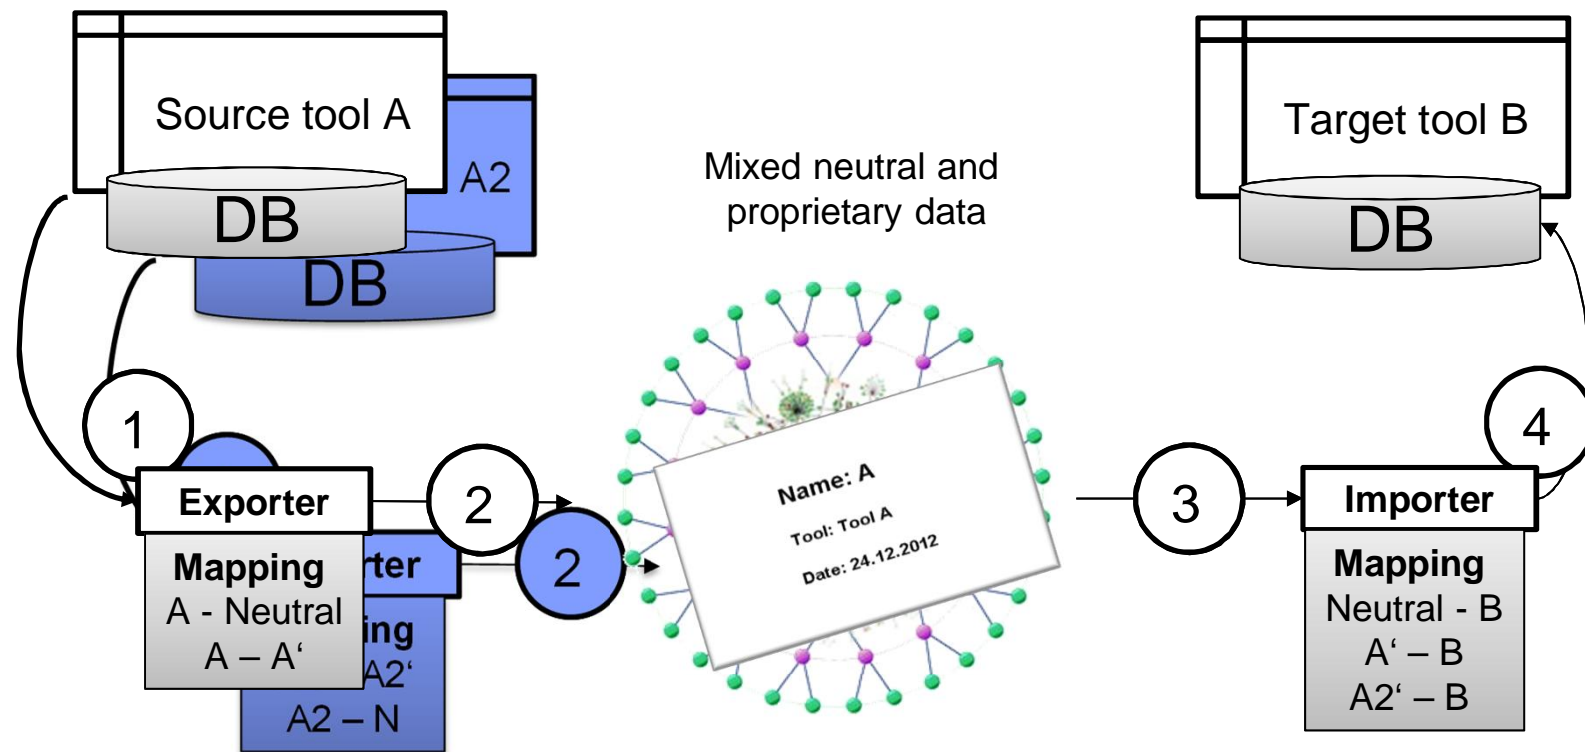 Source tool A
A2
DB
DB
Mixed neutral and
proprietary data
Target tool B
DB
1
Exporter
Mapping
A - Neutral
A – A‘
rter
ing
A2‘
A2 – N
2
2
Name: A
Tool: Tool A
Date: 24.12.2012
3
4
Importer
Mapping
Neutral - B
A‘ – B
A2‘ – B